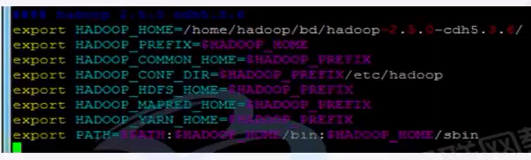 #### hadoop 2.5.0 cdh5.3.6
export HADOOP_HOME=/home/hadoop/bd/hadoop-2.5.0-cdh5.3.6/
export HADOOP_PREFIX=$HADOOP_HOME
export HADOOP_COMMON_HOME=$HADOOP_PREFIX
export HADOOP_CONF_DIR=$HADOOP_PREFIX/etc/hadoop
export HADOOP_HDFS_HOME=$HADOOP_PREFIX
export HADOOP_MAPRED_HOME=$HADOOP_PREFIX
export HADOOP_YARN_HOME=$HADOOP_PREFIX
export PATH=$PATH:$HADOOP_HOME/bin:$HADOOP_HOME/sbin